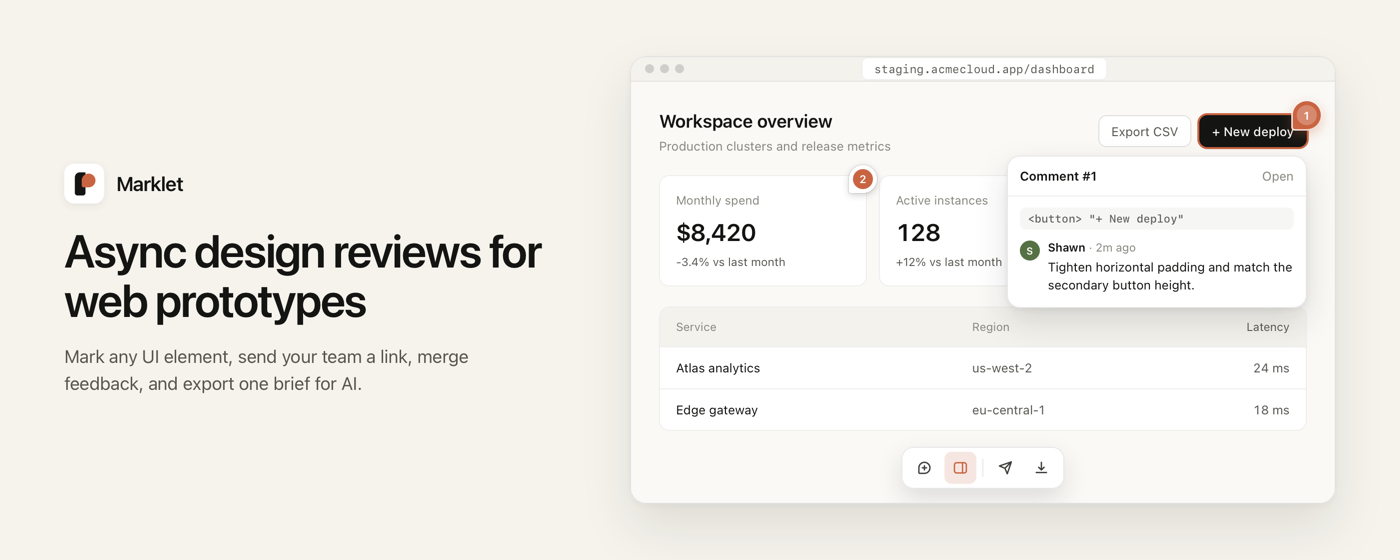 Marklet
Async design reviews for
web prototypes
Mark any UI element, send your team a link, merge
feedback, and export one brief for AI.
staging.acmecloud.app/dashboard
Workspace overview
Production clusters and release metrics
Export CSV
+ New deploy
1
2
Monthly spend
$8,420
-3.4% vs last month
Active instances
128
+12% vs last month
Comment #1
Open
<button> "+ New deploy"
S
Shawn · 2m ago
Tighten horizontal padding and match the
secondary button height.
Service Region Latency
Atlas analytics us-west-2 24 ms
Edge gateway eu-central-1 18 ms